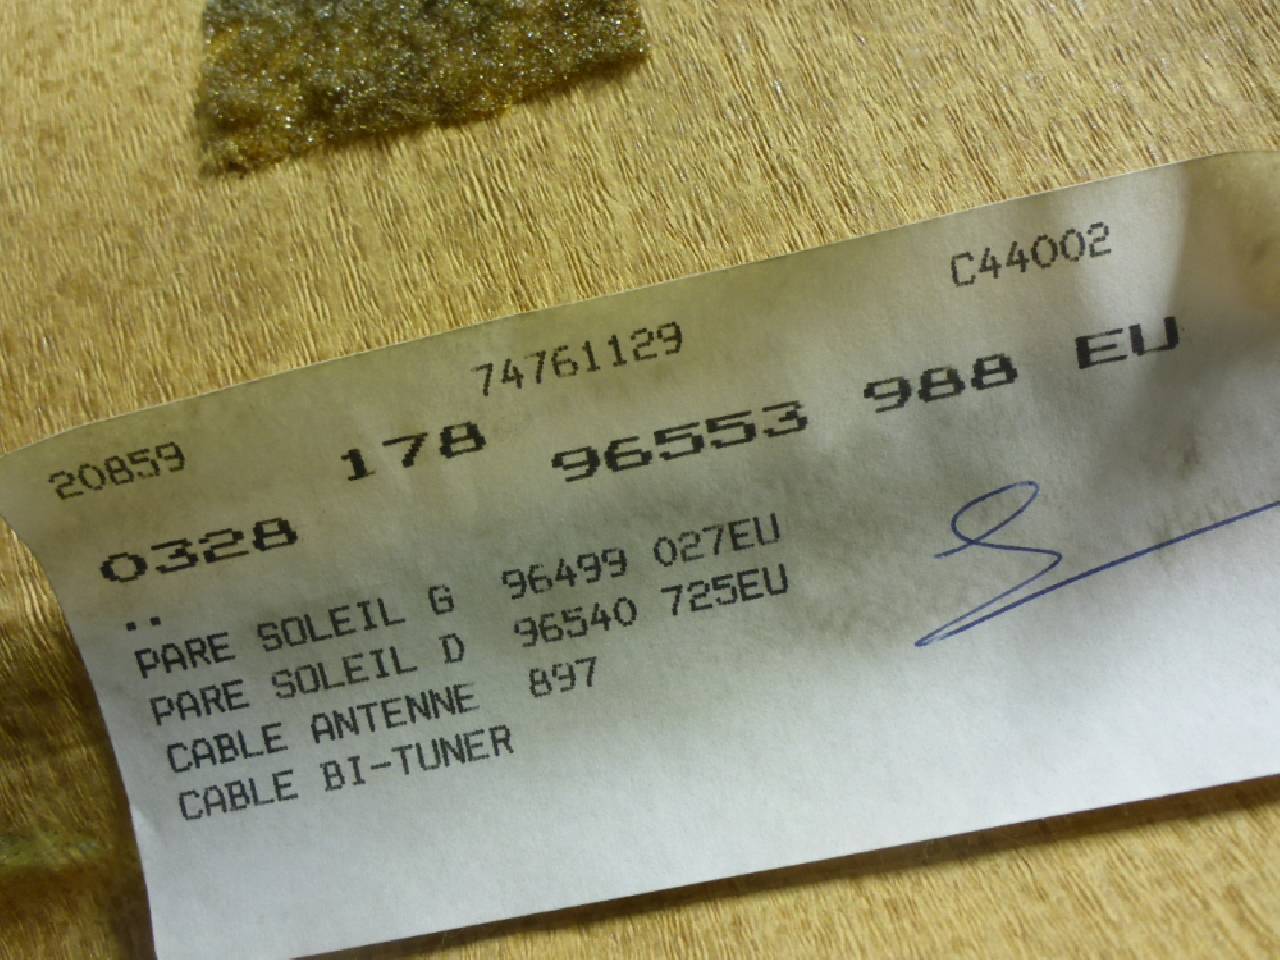 74761129 C44002
20859 178 96553 988 EU
0328
..
PARE SOLEIL G 96499 027EU
PARE SOLEIL D 96540 725EU
CABLE ANTENNE 897
CABLE BI-TUNER